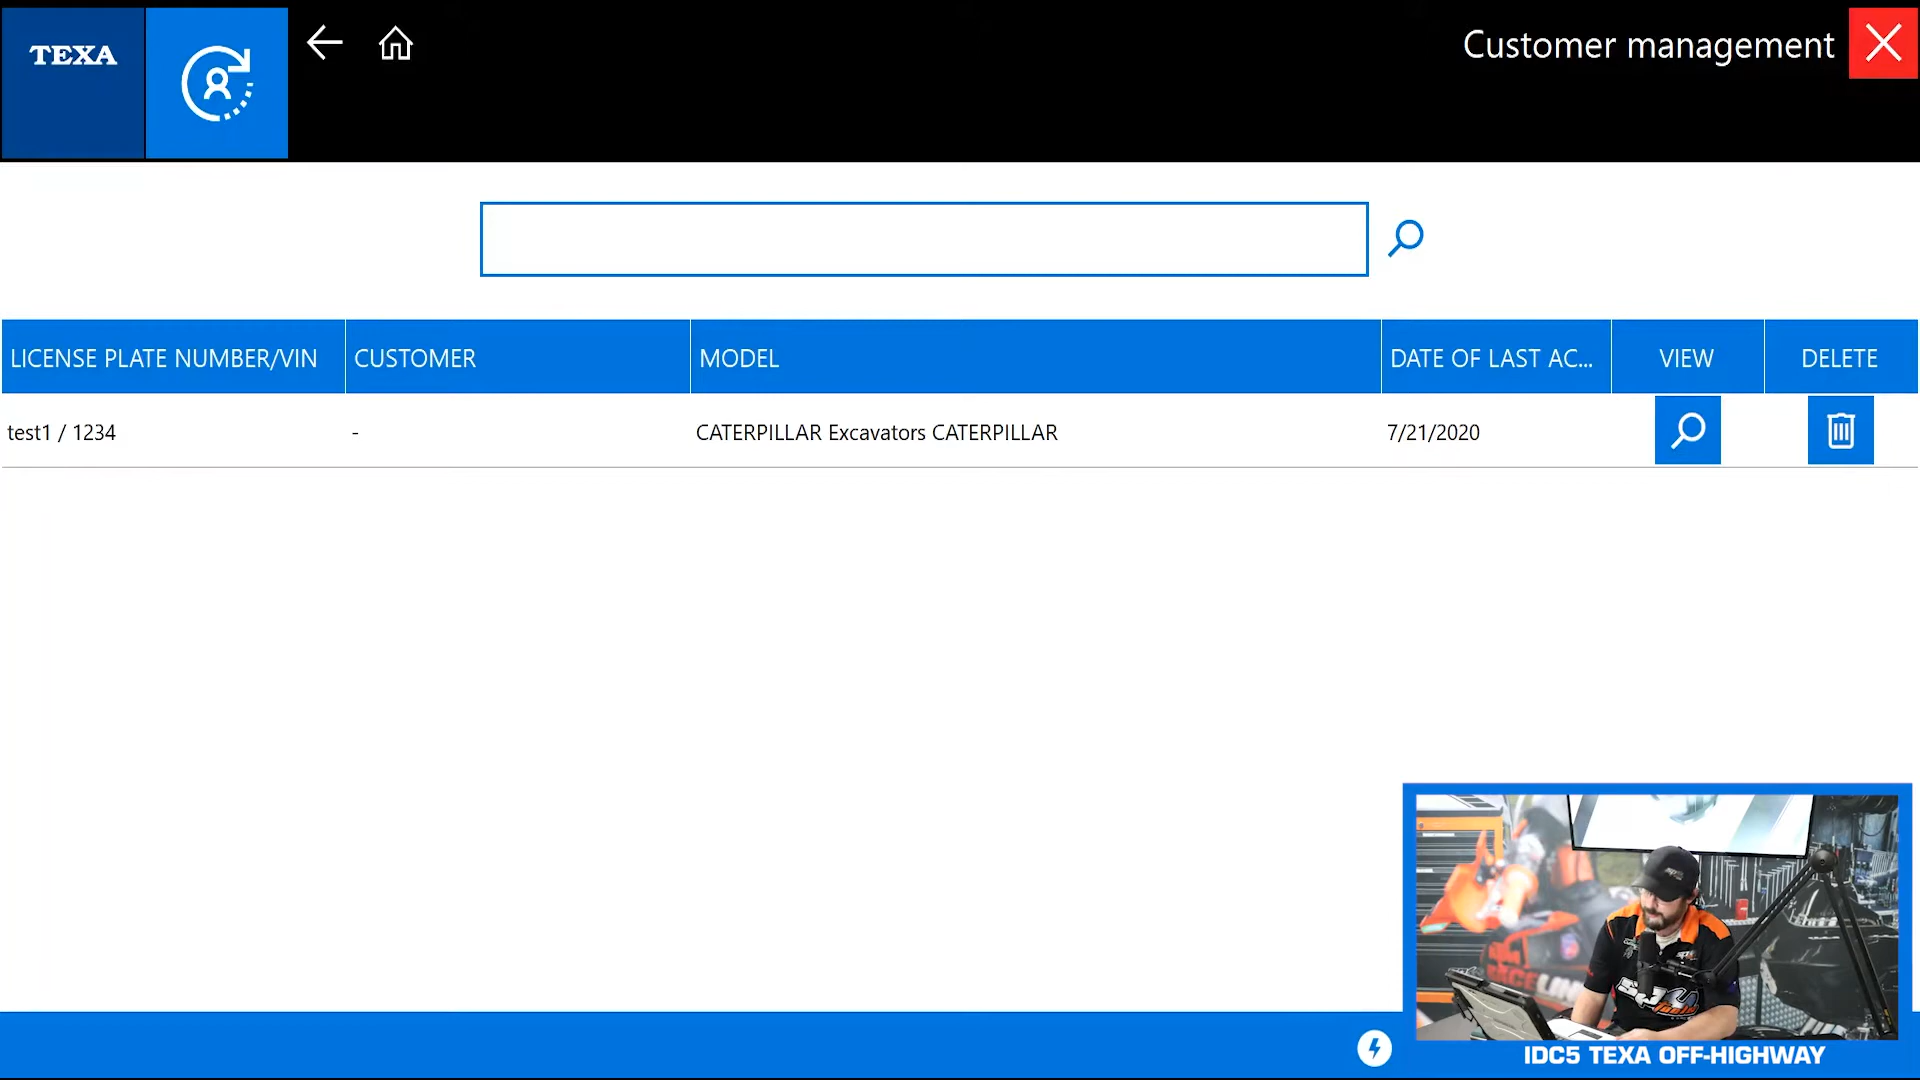 TEXA
Customer management
LICENSE PLATE NUMBER/VIN
CUSTOMER
MODEL
DATE OF LAST AC...
VIEW
DELETE
test1 / 1234
-
CATERPILLAR Excavators CATERPILLAR
7/21/2020
IDC5 TEXA OFF-HIGHWAY